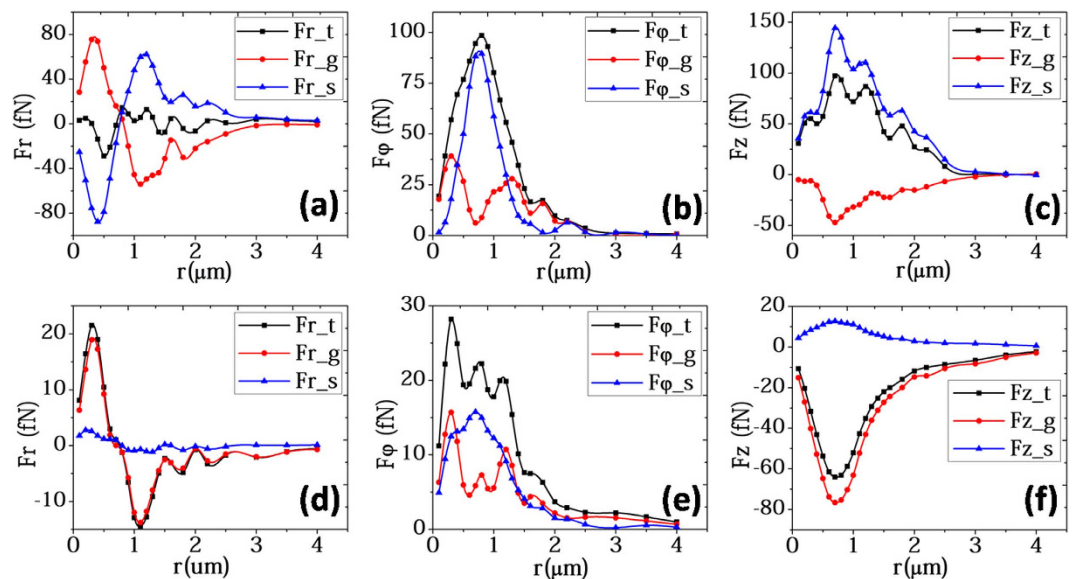 80
40
0
-40
-80
Fr (fN)
Fr_t
Fr_g
Fr_s
(a)
0 1 2 3 4
r(μm)
100
75
50
25
0
Fφ (fN)
Fφ_t
Fφ_g
Fφ_s
(b)
0 1 2 3 4
r(μm)
150
100
50
0
-50
Fz (fN)
Fz_t
Fz_g
Fz_s
(c)
0 1 2 3 4
r(μm)
20
10
0
-10
Fr (fN)
Fr_t
Fr_g
Fr_s
(d)
0 1 2 3 4
r(um)
30
20
10
0
Fφ (fN)
Fφ_t
Fφ_g
Fφ_s
(e)
0 1 2 3 4
r(μm)
20
0
-20
-40
-60
-80
Fz (fN)
Fz_t
Fz_g
Fz_s
(f)
0 1 2 3 4
r(μm)